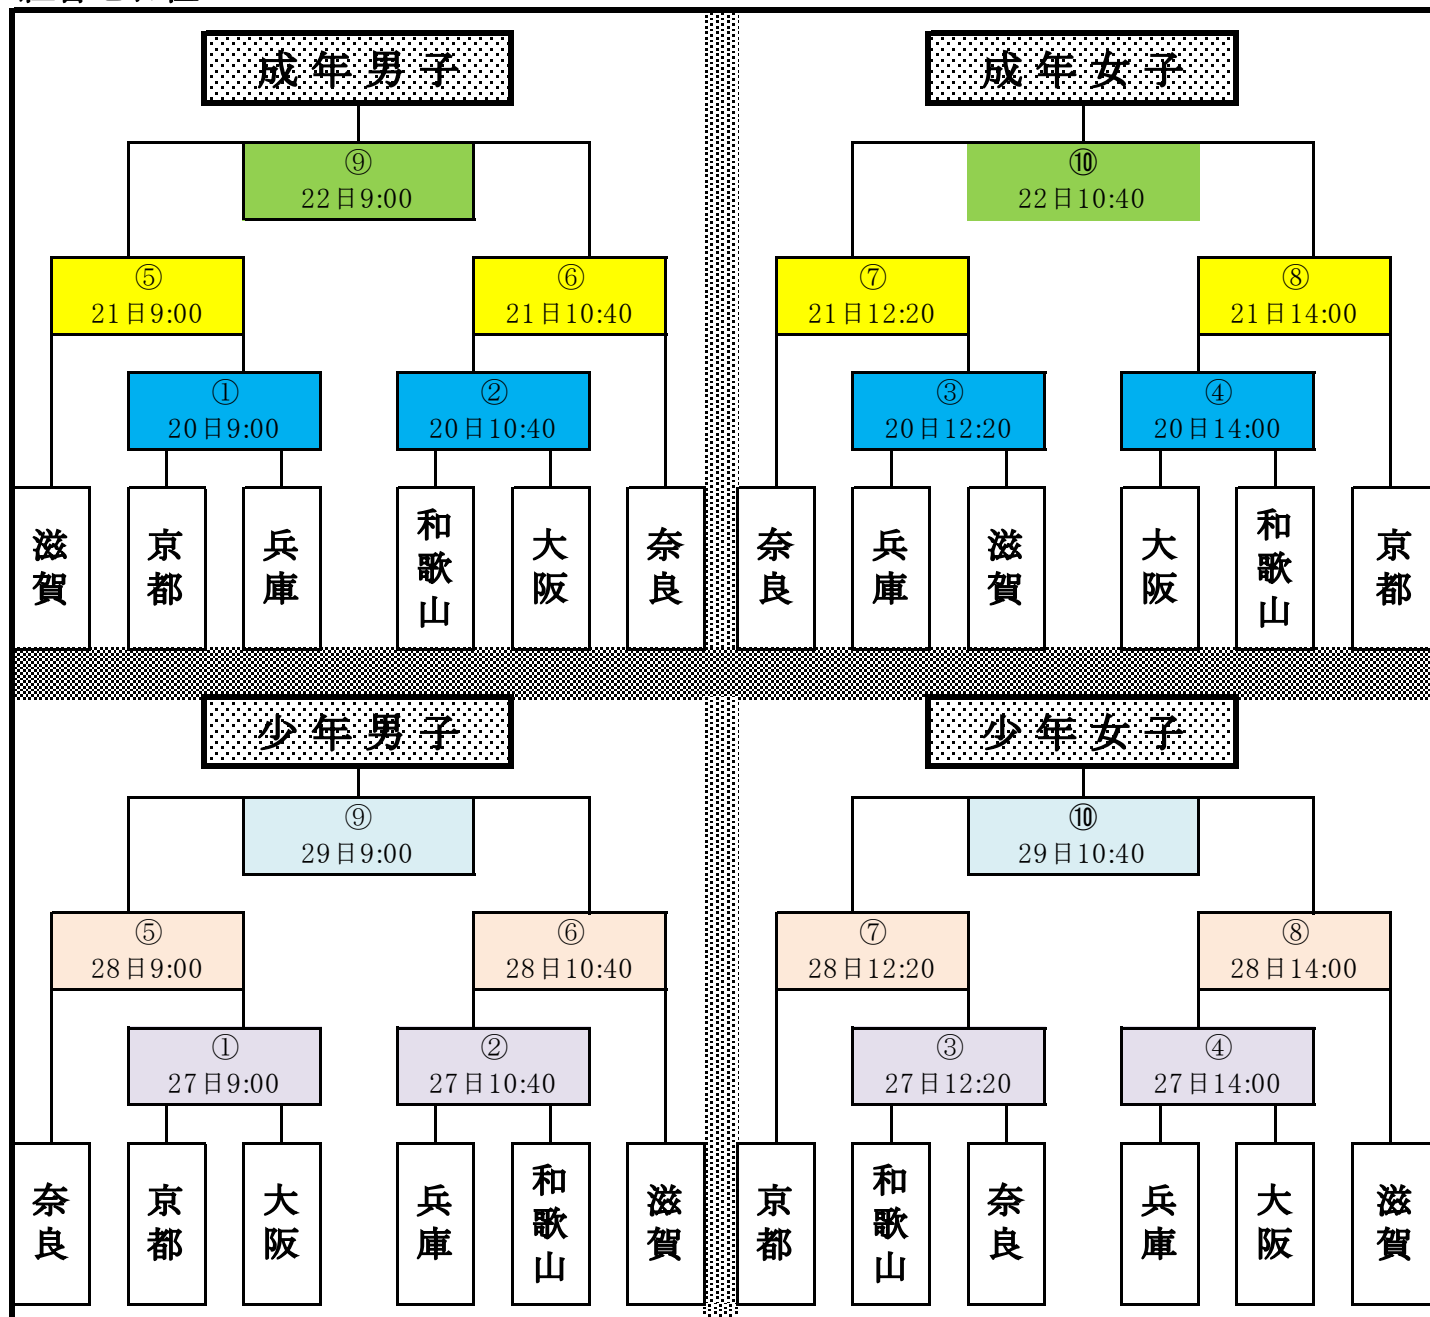 成年男子
⑨
22日9:00
⑤
21日9:00
⑥
21日10:40
①
20日9:00
②
20日10:40
滋賀
京都
兵庫
和歌山
大阪
奈良
成年女子
⑩
22日10:40
⑦
21日12:20
⑧
21日14:00
③
20日12:20
④
20日14:00
奈良
兵庫
滋賀
大阪
和歌山
京都
少年男子
⑨
29日9:00
⑤
28日9:00
⑥
28日10:40
①
27日9:00
②
27日10:40
奈良
京都
大阪
兵庫
和歌山
滋賀
少年女子
⑩
29日10:40
⑦
28日12:20
⑧
28日14:00
③
27日12:20
④
27日14:00
京都
和歌山
奈良
兵庫
大阪
滋賀